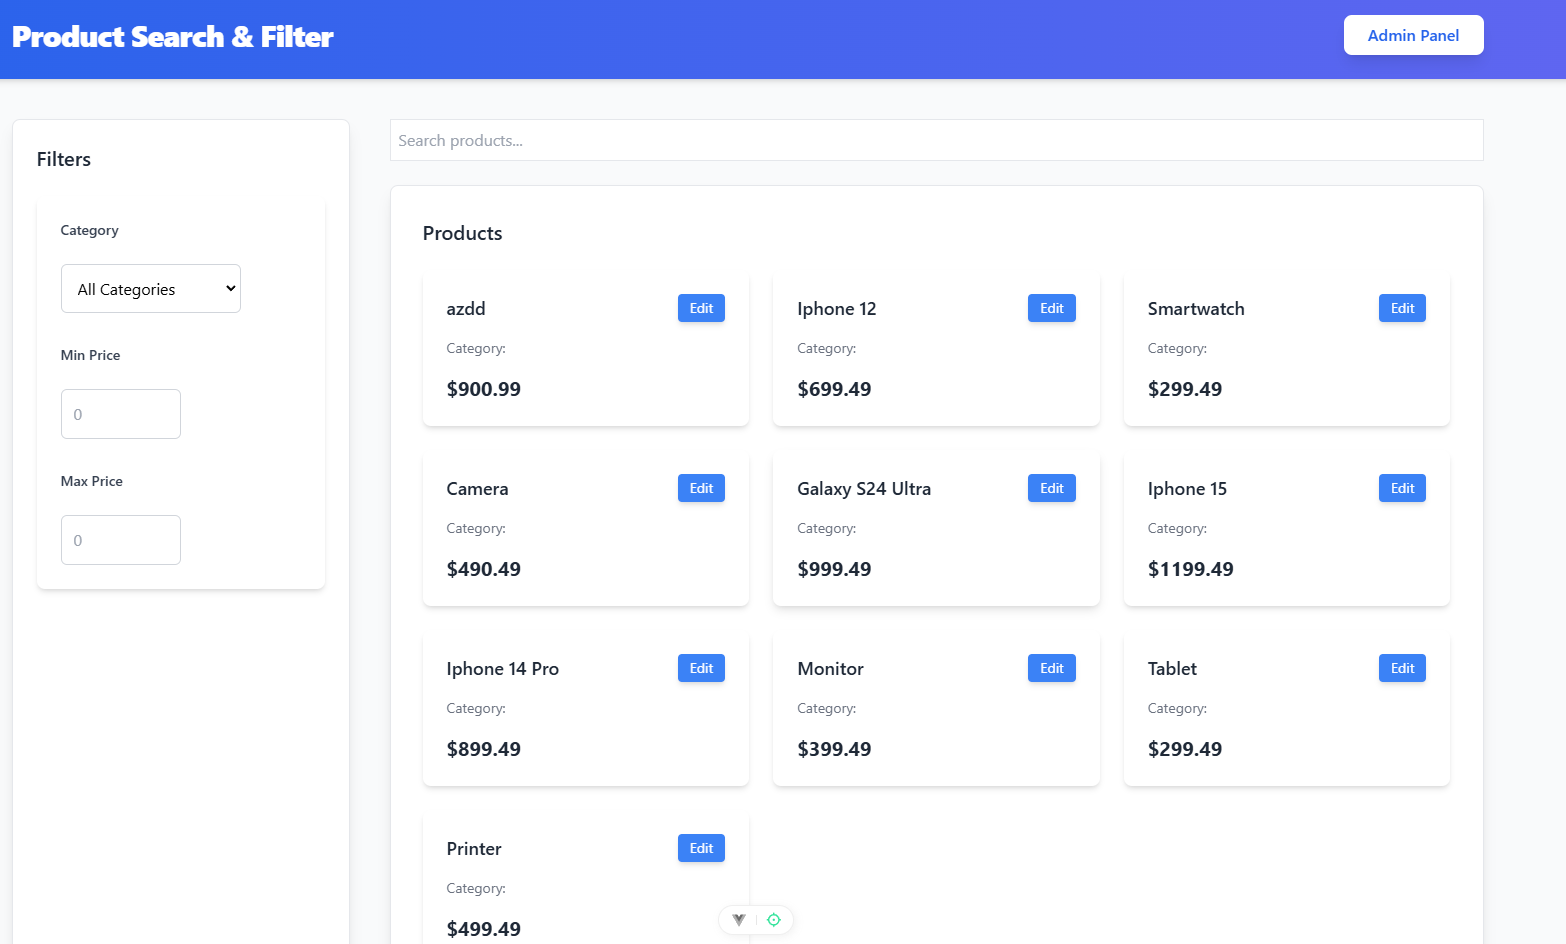 Product Search & Filter
Admin Panel
Filters
Category
All Categories
Min Price
0
Max Price
0
Search products...
Products
azdd
Edit
Category:
$900.99
Iphone 12
Edit
Category:
$699.49
Smartwatch
Edit
Category:
$299.49
Camera
Edit
Category:
$490.49
Galaxy S24 Ultra
Edit
Category:
$999.49
Iphone 15
Edit
Category:
$1199.49
Iphone 14 Pro
Edit
Category:
$899.49
Monitor
Edit
Category:
$399.49
Tablet
Edit
Category:
$299.49
Printer
Edit
Category:
$499.49